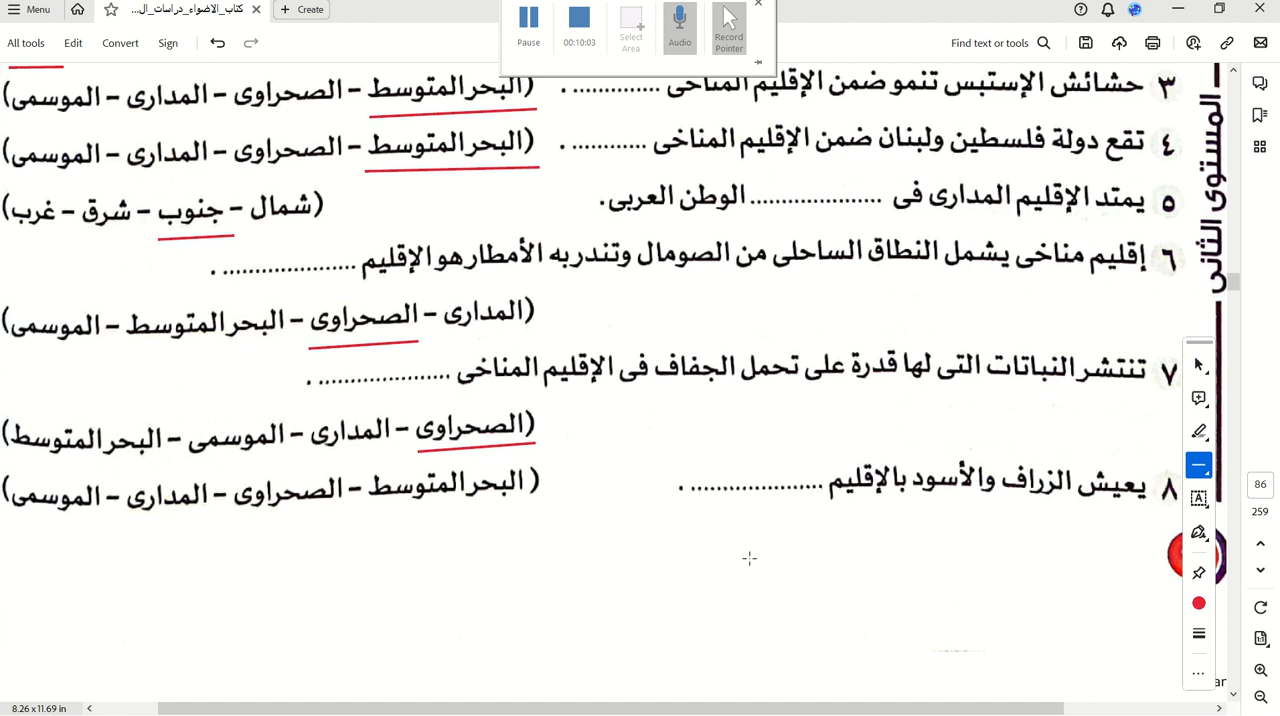 Menu
كتاب_الاضواء_دراسات_ال...
Create
Pause
00:10:03
Select Area
Audio
Record Pointer
All tools Edit Convert Sign
Find text or tools
٣ حشائش الإستبس تنمو ضمن الإقليم المناخى .............. . (البحر المتوسط - الصحراوى - المدارى - الموسمى)
٤ تقع دولة فلسطين ولبنان ضمن الإقليم المناخى ............ . (البحر المتوسط - الصحراوى - المدارى - الموسمى)
٥ يمتد الإقليم المدارى فى ..................... الوطن العربى. (شمال - جنوب - شرق - غرب)
٦ إقليم مناخى يشمل النطاق الساحلى من الصومال وتندر به الأمطار هو الإقليم ..................... .
(المدارى - الصحراوى - البحر المتوسط - الموسمى)
٧ تنتشر النباتات التى لها قدرة على تحمل الجفاف فى الإقليم المناخى ..................... .
(الصحراوى - المدارى - الموسمى - البحر المتوسط)
٨ يعيش الزراف والأسود بالإقليم ..................... . ( البحر المتوسط - الصحراوى - المدارى - الموسمى)
المستوى الثانى
86
259
8.26 x 11.69 in